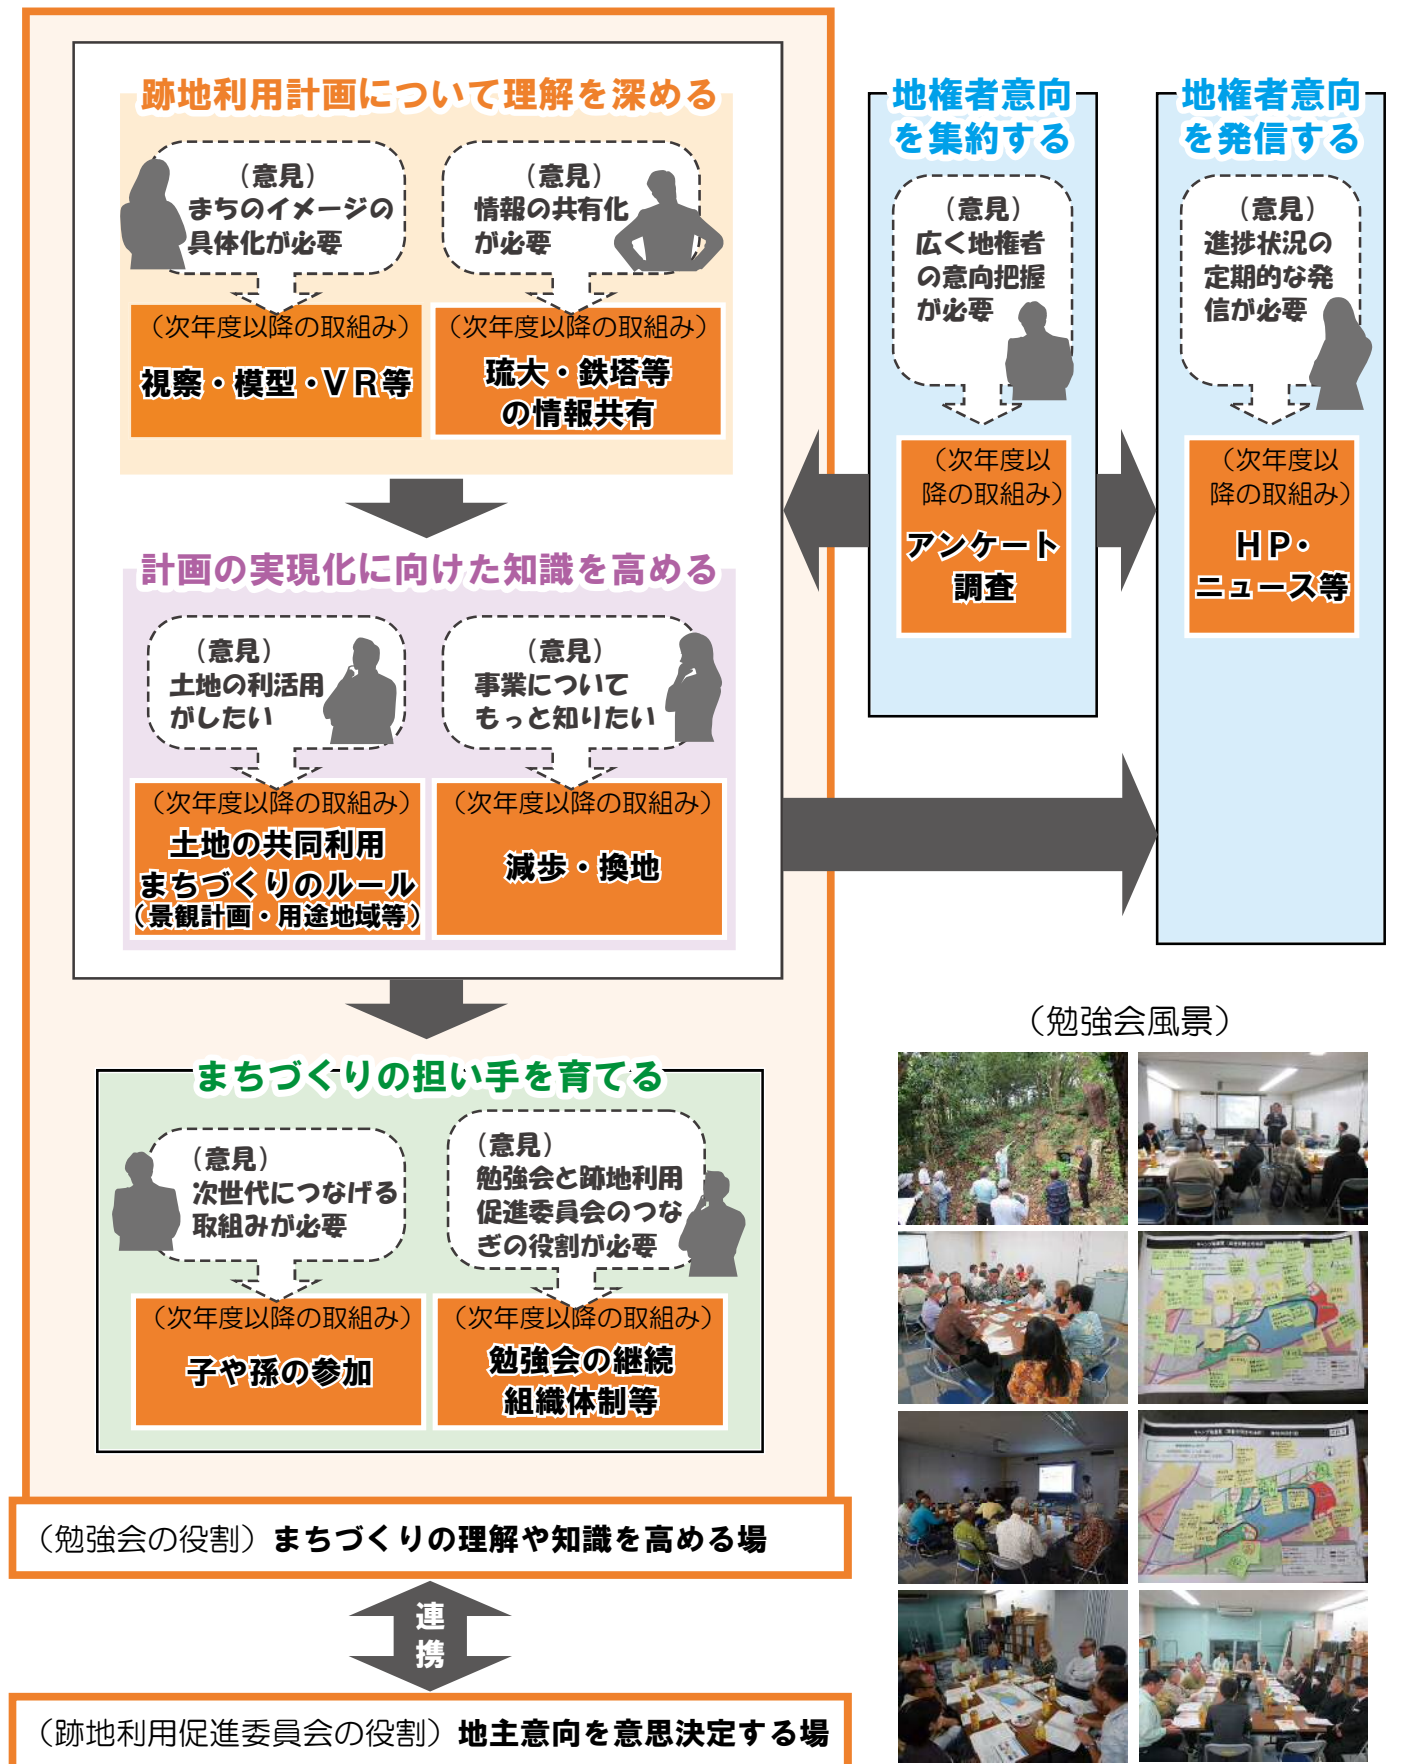 跡地利用計画について理解を深める
（意見）
まちのイメージの
具体化が必要
（次年度以降の取組み）
視察・模型・ＶＲ等
（意見）
情報の共有化
が必要
（次年度以降の取組み）
琉大・鉄塔等
の情報共有
計画の実現化に向けた知識を高める
（意見）
土地の利活用
がしたい
（次年度以降の取組み）
土地の共同利用
まちづくりのルール
（景観計画・用途地域等）
（意見）
事業について
もっと知りたい
（次年度以降の取組み）
減歩・換地
まちづくりの担い手を育てる
（意見）
次世代につなげる
取組みが必要
（次年度以降の取組み）
子や孫の参加
（意見）
勉強会と跡地利用
促進委員会のつな
ぎの役割が必要
（次年度以降の取組み）
勉強会の継続
組織体制等
（勉強会の役割）まちづくりの理解や知識を高める場
連
携
（跡地利用促進委員会の役割）地主意向を意思決定する場
地権者意向
を集約する
（意見）
広く地権者
の意向把握
が必要
（次年度以
降の取組み）
アンケート
調査
地権者意向
を発信する
（意見）
進捗状況の
定期的な発
信が必要
（次年度以
降の取組み）
ＨＰ・
ニュース等
（勉強会風景）